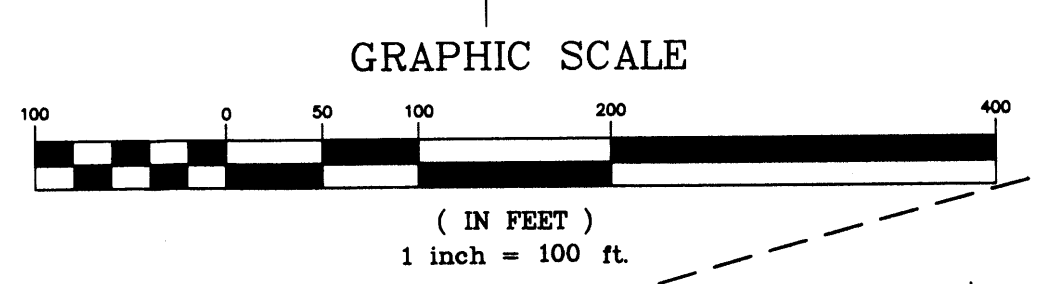 GRAPHIC SCALE
100 0 50 100 200 400
( IN FEET )
1 inch = 100 ft.